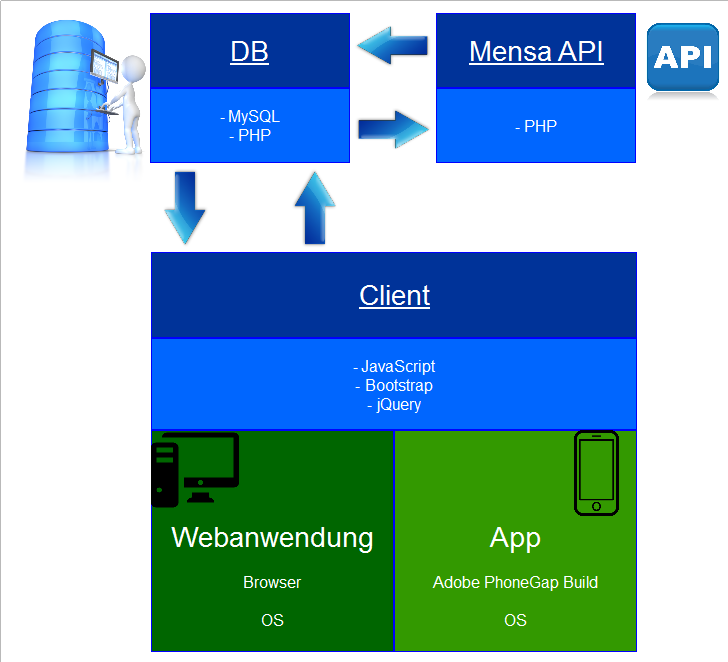 DB
- MySQL
- PHP
Mensa API
- PHP
API
Client
- JavaScript
- Bootstrap
- jQuery
Webanwendung
Browser
OS
App
Adobe PhoneGap Build
OS